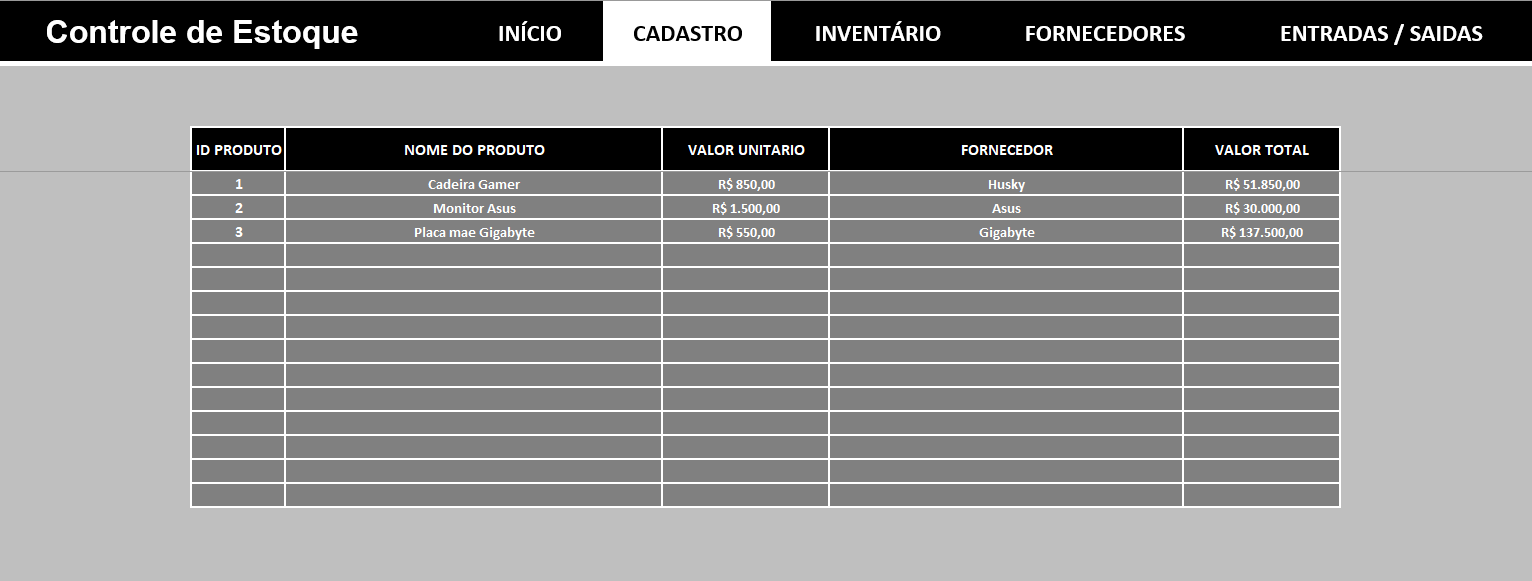 Controle de Estoque INÍCIO CADASTRO INVENTÁRIO FORNECEDORES ENTRADAS / SAIDAS
ID PRODUTO NOME DO PRODUTO VALOR UNITARIO FORNECEDOR VALOR TOTAL
1 Cadeira Gamer R$ 850,00 Husky R$ 51.850,00
2 Monitor Asus R$ 1.500,00 Asus R$ 30.000,00
3 Placa mae Gigabyte R$ 550,00 Gigabyte R$ 137.500,00